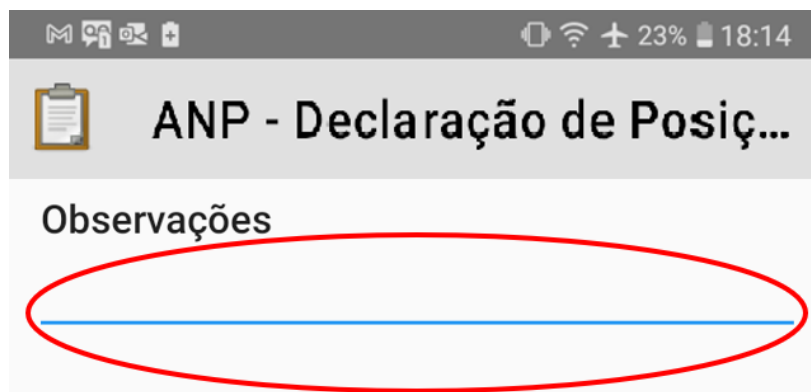 23% 18:14
ANP - Declaração de Posiç...
Observações